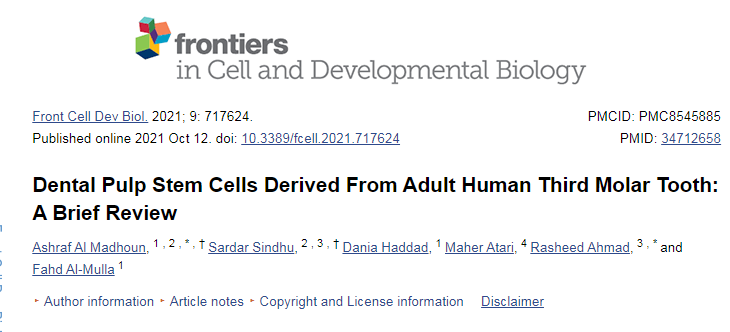 frontiers
in Cell and Developmental Biology
Front Cell Dev Biol. 2021; 9: 717624. PMCID: PMC8545885
Published online 2021 Oct 12. doi: 10.3389/fcell.2021.717624 PMID: 34712658
Dental Pulp Stem Cells Derived From Adult Human Third Molar Tooth:
A Brief Review
Ashraf Al Madhoun, 1 , 2 , * , † Sardar Sindhu, 2 , 3 , † Dania Haddad, 1 Maher Atari, 4 Rasheed Ahmad, 3 , * and
Fahd Al-Mulla 1
▸ Author information ▸ Article notes ▸ Copyright and License information Disclaimer